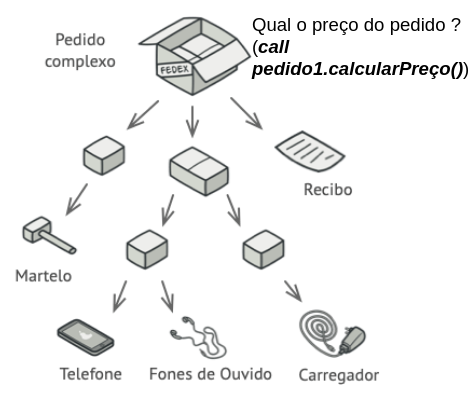 Qual o preço do pedido ?
(call
pedido1.calcularPreço())
Pedido
complexo
FEDEX
Recibo
Martelo
Telefone
Fones de Ouvido
Carregador